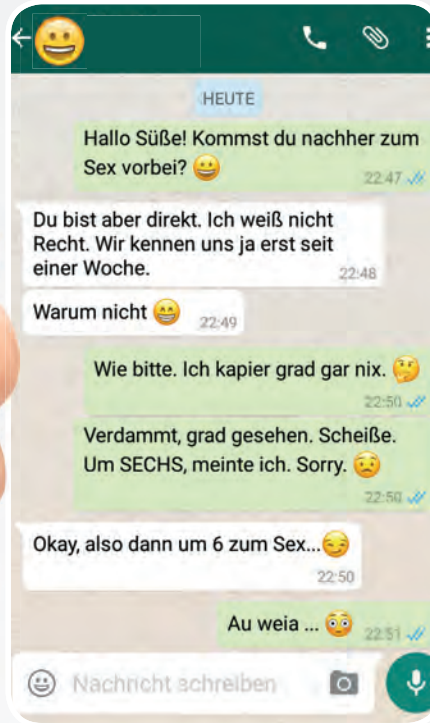 HEUTE
Hallo Süße! Kommst du nachher zum
Sex vorbei? 😀
22:47
Du bist aber direkt. Ich weiß nicht
Recht. Wir kennen uns ja erst seit
einer Woche.
22:48
Warum nicht 😁
22:49
Wie bitte. Ich kapier grad gar nix. 🤔
22:50
Verdammt, grad gesehen. Scheiße.
Um SECHS, meinte ich. Sorry. 😟
22:50
Okay, also dann um 6 zum Sex...😏
22:50
Au weia ... 😳
22:51
Nachricht schreiben